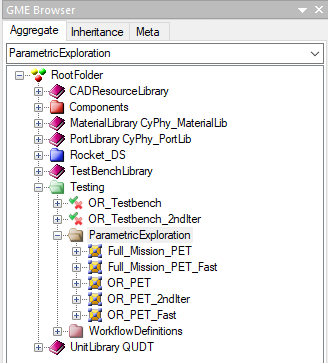 GME Browser
Aggregate Inheritance Meta
ParametricExploration
RootFolder
CADResourceLibrary
Components
MaterialLibrary CyPhy_MaterialLib
PortLibrary CyPhy_PortLib
Rocket_DS
TestBenchLibrary
Testing
OR_Testbench
OR_Testbench_2ndIter
ParametricExploration
Full_Mission_PET
Full_Mission_PET_Fast
OR_PET
OR_PET_2ndIter
OR_PET_Fast
WorkflowDefinitions
UnitLibrary QUDT